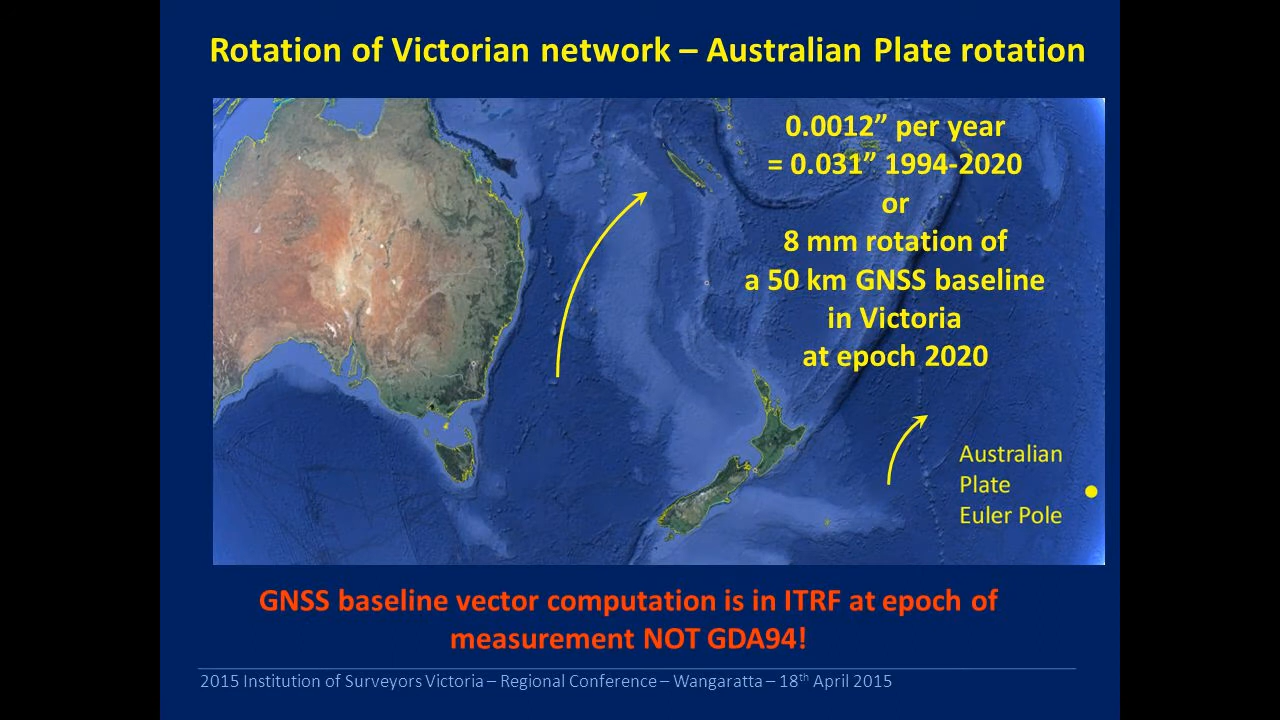 Rotation of Victorian network – Australian Plate rotation
0.0012” per year
= 0.031” 1994-2020
or
8 mm rotation of
a 50 km GNSS baseline
in Victoria
at epoch 2020
Australian
Plate
Euler Pole
GNSS baseline vector computation is in ITRF at epoch of
measurement NOT GDA94!
2015 Institution of Surveyors Victoria – Regional Conference – Wangaratta – 18th April 2015